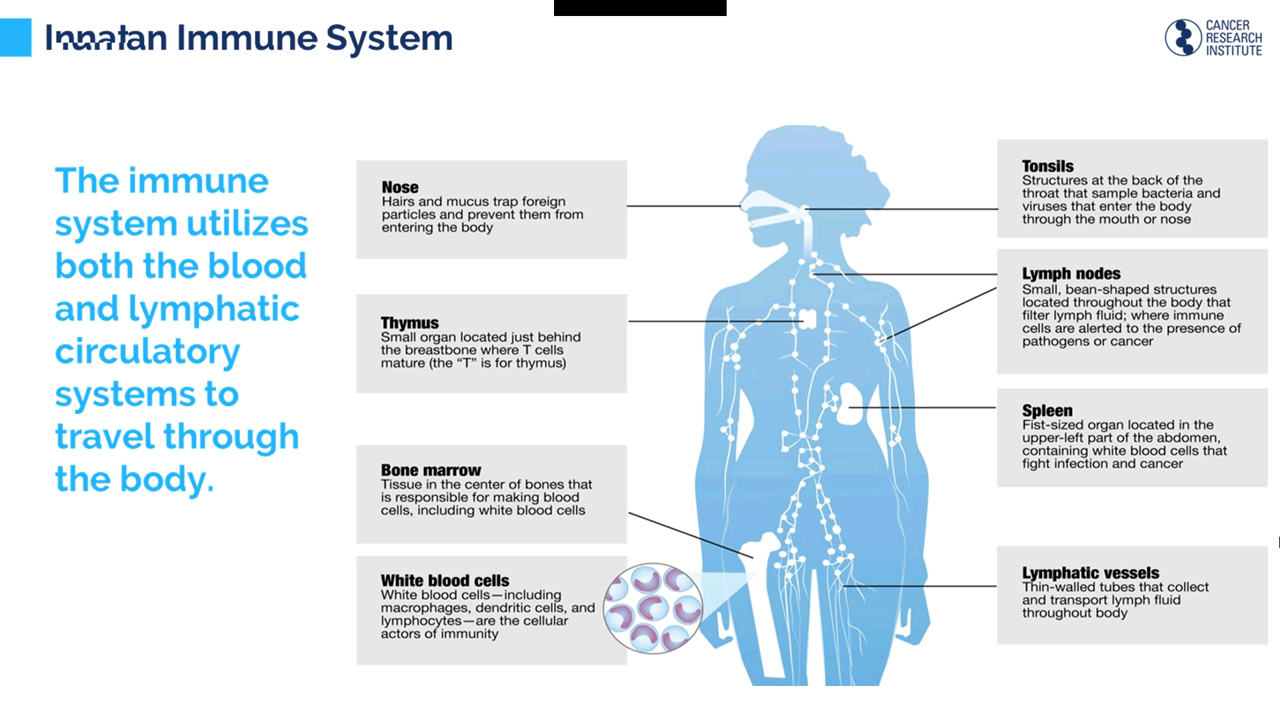 Innatan Immune System
CANCER
RESEARCH
INSTITUTE
The immune
system utilizes
both the blood
and lymphatic
circulatory
systems to
travel through
the body.
Nose
Hairs and mucus trap foreign
particles and prevent them from
entering the body
Thymus
Small organ located just behind
the breastbone where T cells
mature (the “T” is for thymus)
Bone marrow
Tissue in the center of bones that
is responsible for making blood
cells, including white blood cells
White blood cells
White blood cells—including
macrophages, dendritic cells, and
lymphocytes—are the cellular
actors of immunity
Tonsils
Structures at the back of the
throat that sample bacteria and
viruses that enter the body
through the mouth or nose
Lymph nodes
Small, bean-shaped structures
located throughout the body that
filter lymph fluid; where immune
cells are alerted to the presence of
pathogens or cancer
Spleen
Fist-sized organ located in the
upper-left part of the abdomen,
containing white blood cells that
fight infection and cancer
Lymphatic vessels
Thin-walled tubes that collect
and transport lymph fluid
throughout body